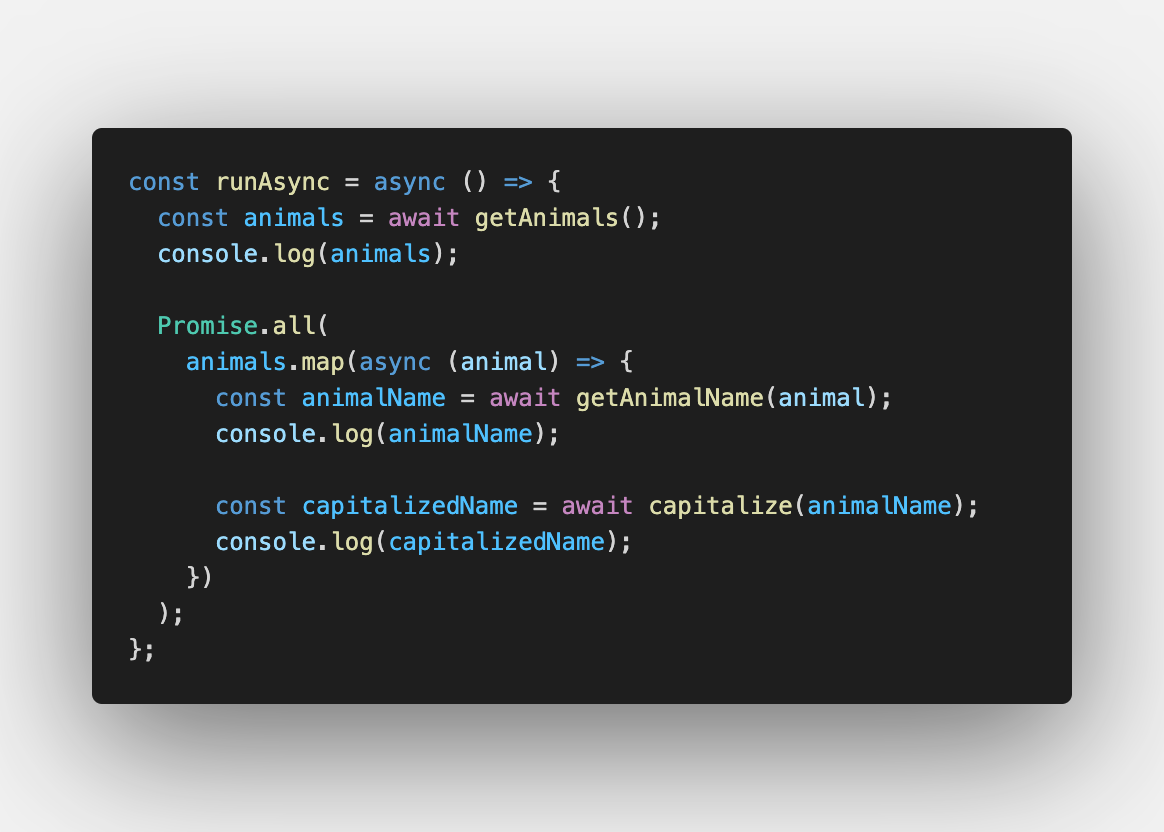 const runAsync = async () => {
  const animals = await getAnimals();
  console.log(animals);

  Promise.all(
    animals.map(async (animal) => {
      const animalName = await getAnimalName(animal);
      console.log(animalName);

      const capitalizedName = await capitalize(animalName);
      console.log(capitalizedName);
    })
  );
};